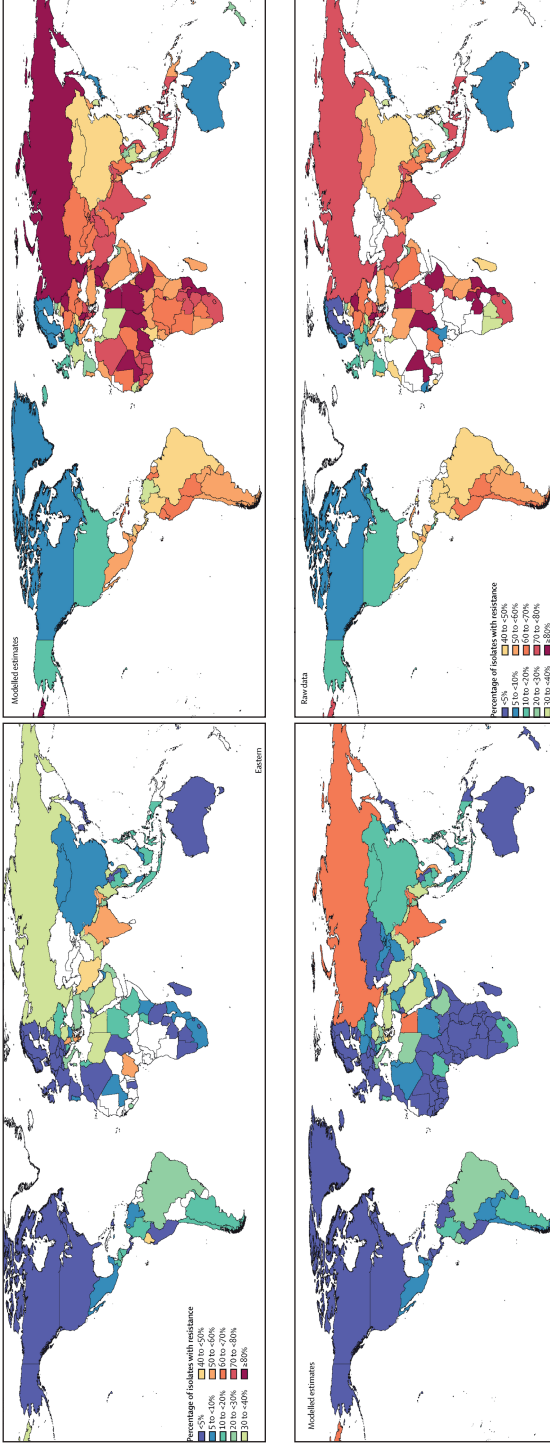 Percentage of isolates with resistance
<5% 40 to <50%
5 to <10% 50 to <60%
10 to <20% 60 to <70%
20 to <30% 70 to <80%
30 to <40% ≥80%
Eastern
Modelled estimates
Modelled estimates
Raw data
Percentage of isolates with resistance
<5% 40 to <50%
5 to <10% 50 to <60%
10 to <20% 60 to <70%
20 to <30% 70 to <80%
30 to <40% ≥80%